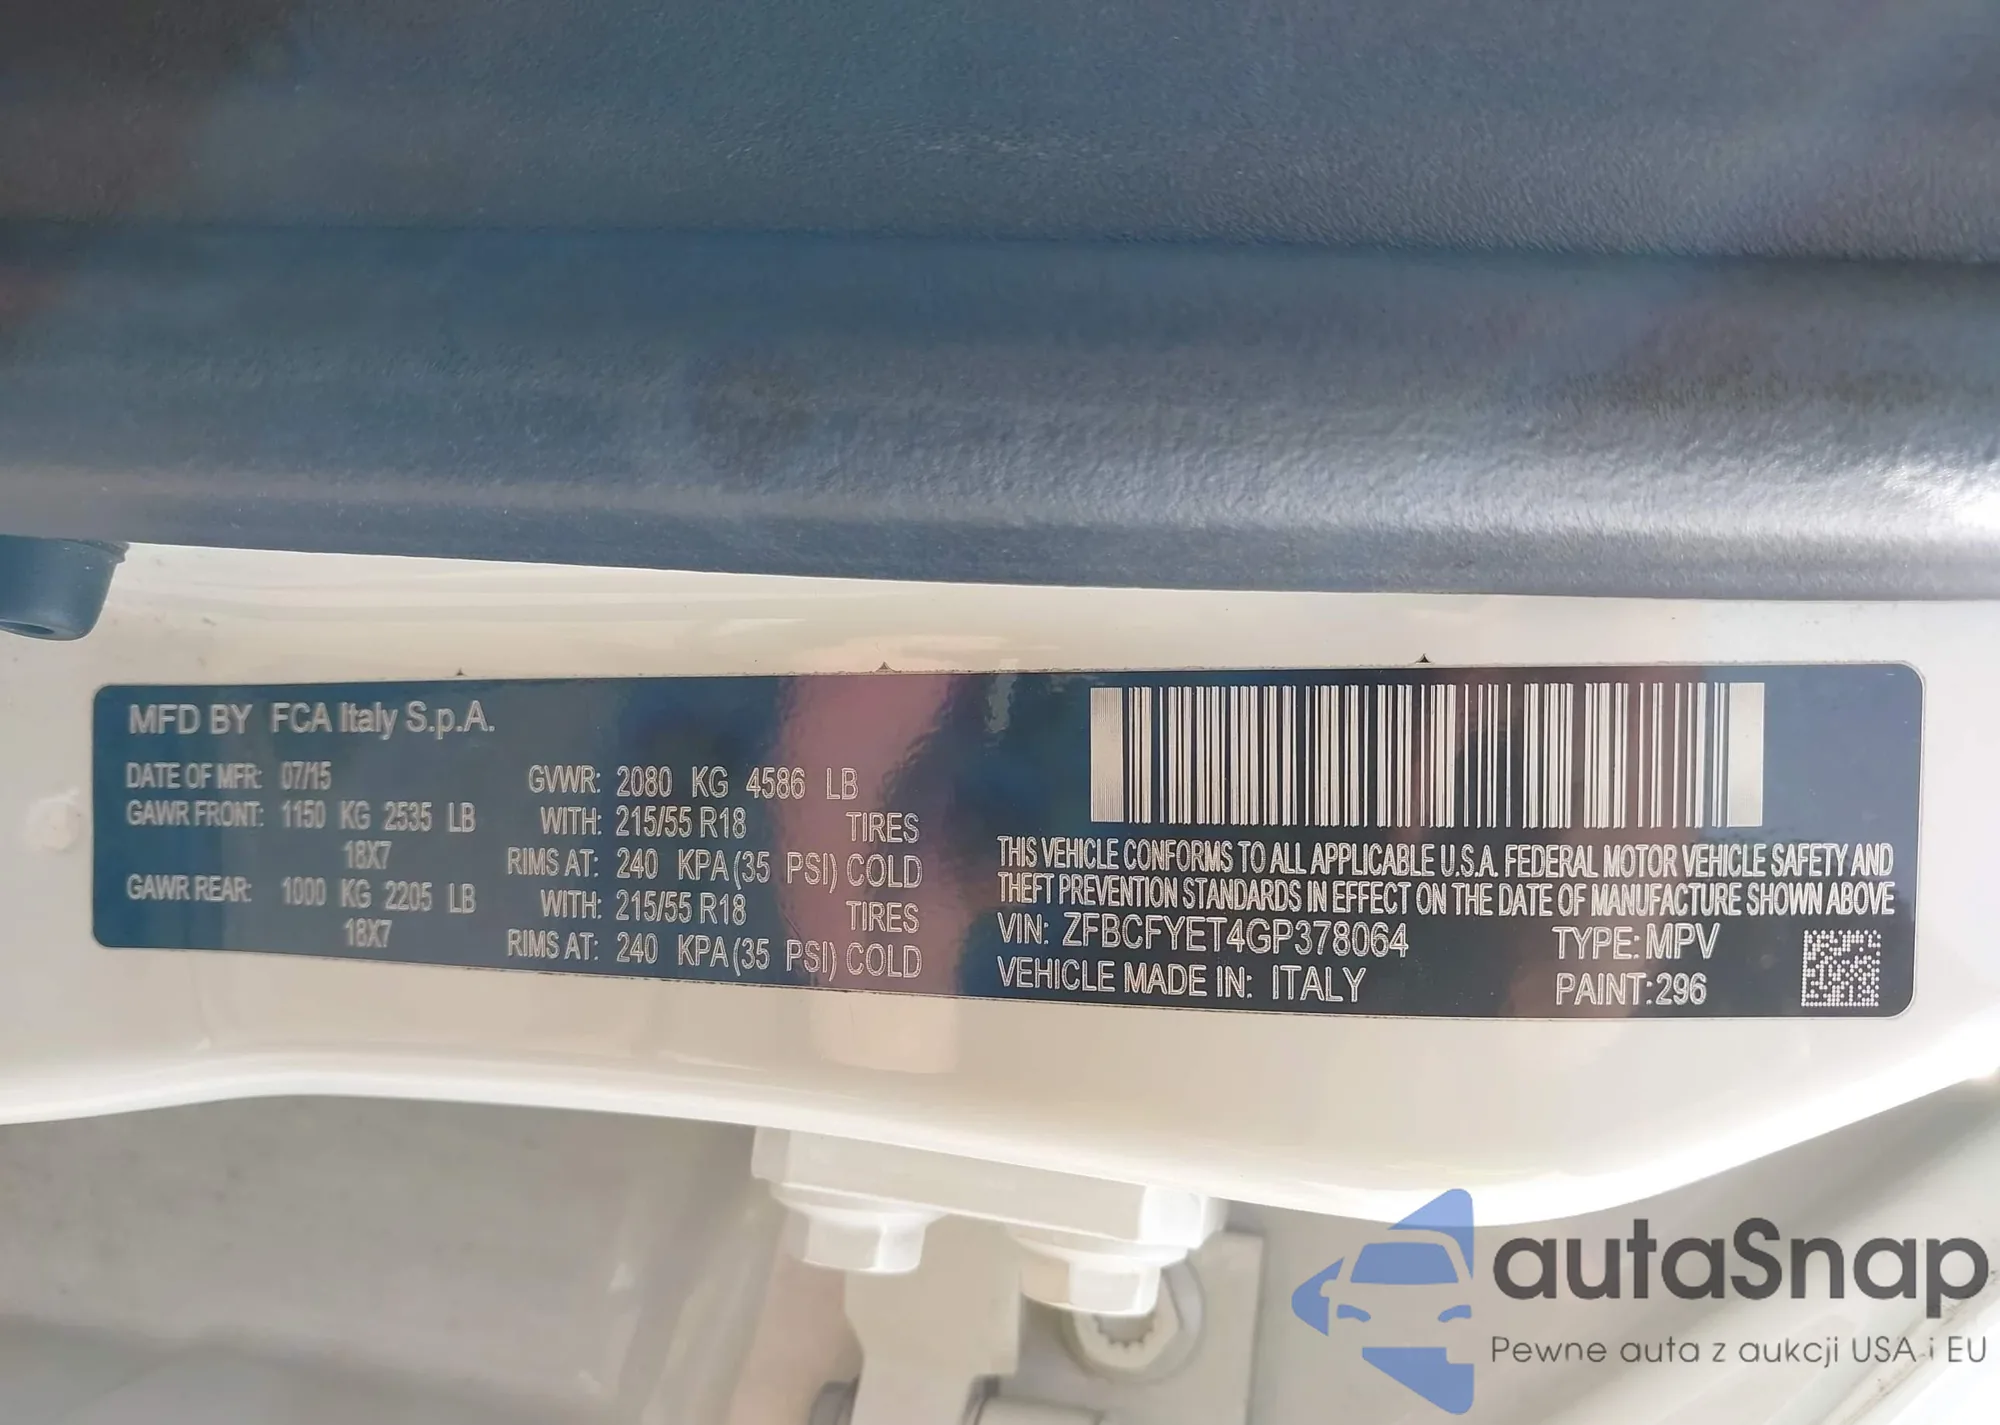 MFD BY FCA Italy S.p.A.
DATE OF MFR: 07/15 GVWR: 2080 KG 4586 LB
GAWR FRONT: 1150 KG 2535 LB WITH: 215/55 R18 TIRES
18X7 RIMS AT: 240 KPA (35 PSI) COLD
GAWR REAR: 1000 KG 2205 LB WITH: 215/55 R18 TIRES
18X7 RIMS AT: 240 KPA (35 PSI) COLD
THIS VEHICLE CONFORMS TO ALL APPLICABLE U.S.A. FEDERAL MOTOR VEHICLE SAFETY AND
THEFT PREVENTION STANDARDS IN EFFECT ON THE DATE OF MANUFACTURE SHOWN ABOVE
VIN: ZFBCFYET4GP378064 TYPE: MPV
VEHICLE MADE IN: ITALY PAINT: 296
autaSnap
Pewne auta z aukcji USA i EU